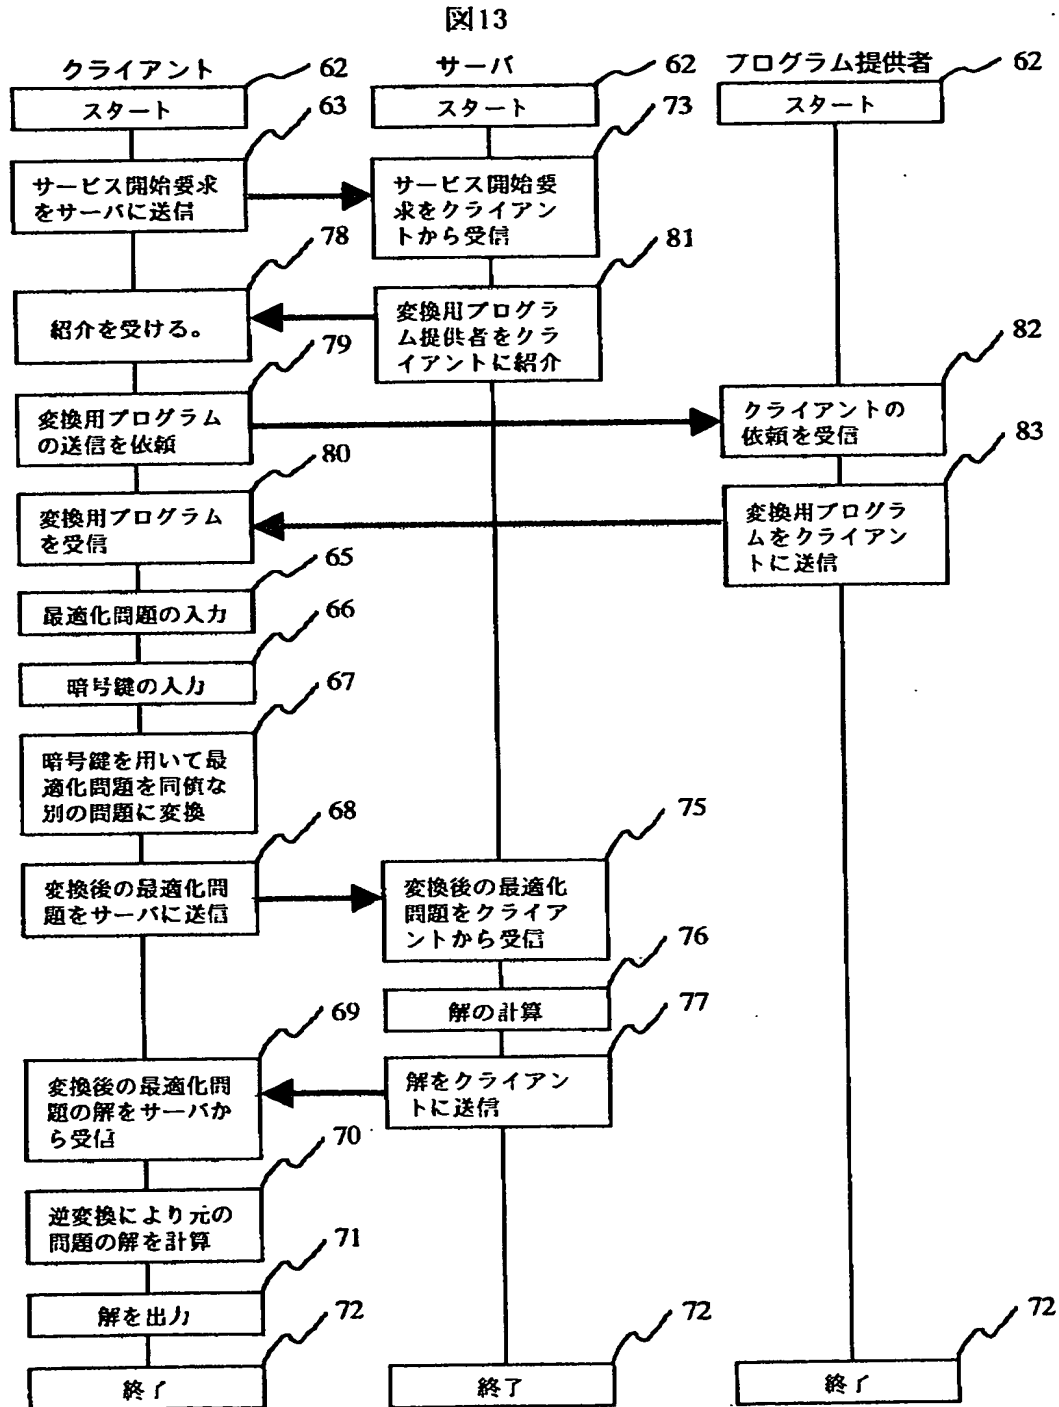 図13
クライアント
サーバ
プログラム提供者
62
62
62
スタート
スタート
スタート
63
73
サービス開始要求
をサーバに送信
サービス開始要
求をクライアン
トから受信
78
81
紹介を受ける。
変換用プログラ
ム提供者をクラ
イアントに紹介
79
82
変換用プログラム
の送信を依頼
クライアントの
依頼を受信
80
83
変換用プログラム
を受信
変換用プログラ
ムをクライアン
トに送信
65
最適化問題の入力
66
暗号鍵の入力
67
暗号鍵を用いて最
適化問題を同値な
別の問題に変換
68
75
変換後の最適化問
題をサーバに送信
変換後の最適化
問題をクライア
ントから受信
76
解の計算
69
77
変換後の最適化問
題の解をサーバか
ら受信
解をクライアン
トに送信
70
逆変換により元の
問題の解を計算
71
解を出力
72
72
72
終了
終了
終了